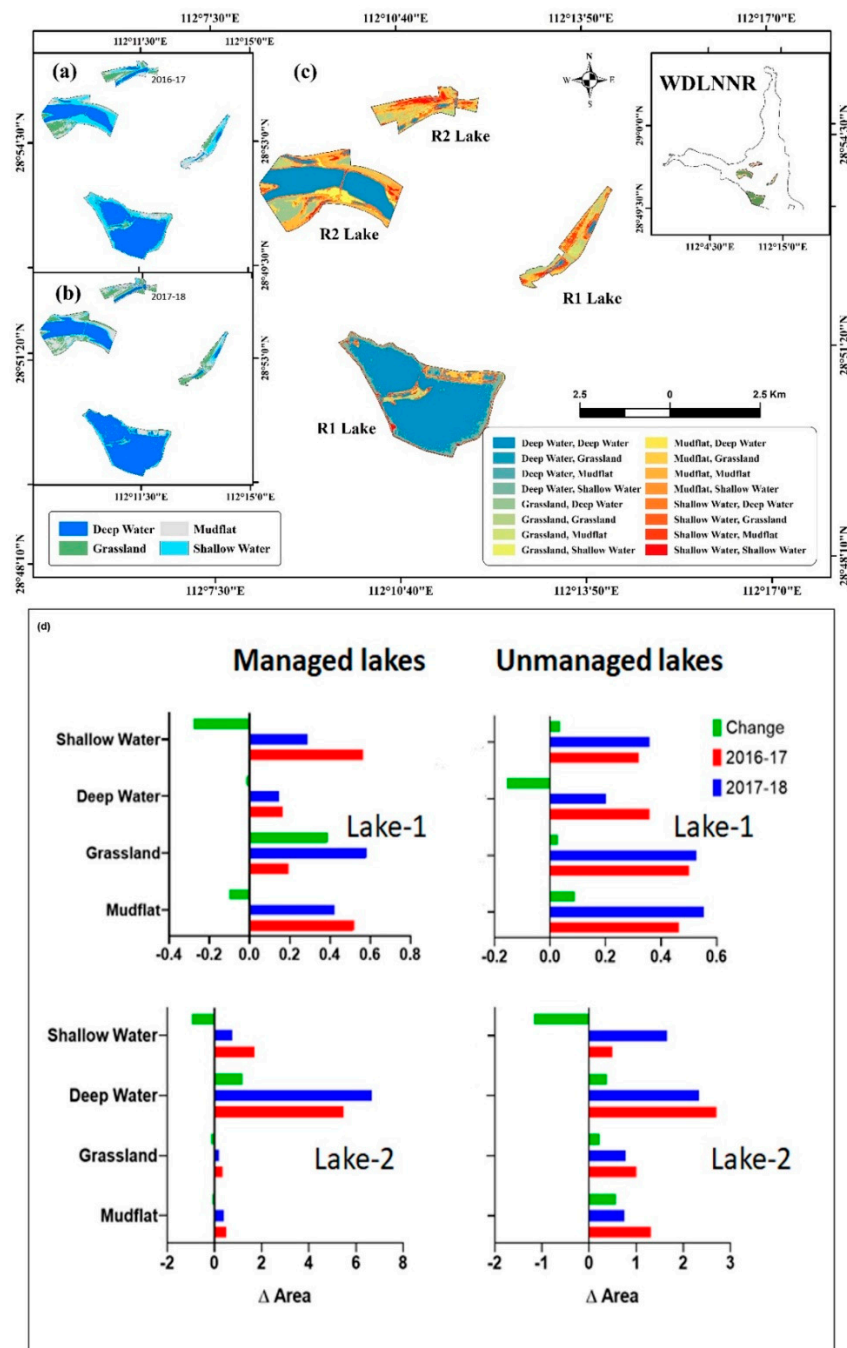 112°7'30"E
112°10'40"E
112°13'50"E
112°17'0"E
112°11'30"E
112°15'0"E
(a)
2016-17
28°54'30"N
28°53'0"N
28°49'30"N
(b)
2017-18
28°51'20"N
28°53'0"N
28°48'10"N
112°11'30"E
112°15'0"E
Deep Water
Mudflat
Grassland
Shallow Water
(c)
N
W
E
S
R2 Lake
R2 Lake
R1 Lake
R1 Lake
WDLNNR
29°0'0"N
28°49'30"N
112°4'30"E
112°15'0"E
28°54'30"N
28°51'20"N
28°48'10"N
2.5
0
2.5 Km
Deep Water, Deep Water
Deep Water, Grassland
Deep Water, Mudflat
Deep Water, Shallow Water
Grassland, Deep Water
Grassland, Grassland
Grassland, Mudflat
Grassland, Shallow Water
Mudflat, Deep Water
Mudflat, Grassland
Mudflat, Mudflat
Mudflat, Shallow Water
Shallow Water, Deep Water
Shallow Water, Grassland
Shallow Water, Mudflat
Shallow Water, Shallow Water
112°7'30"E
112°10'40"E
112°13'50"E
112°17'0"E
(d)
Managed lakes
Unmanaged lakes
Shallow Water
Deep Water
Grassland
Mudflat
Lake-1
-0.4 -0.2 0.0 0.2 0.4 0.6 0.8
Change
2016-17
2017-18
Lake-1
-0.2 0.0 0.2 0.4 0.6
Shallow Water
Deep Water
Grassland
Mudflat
Lake-2
-2 0 2 4 6 8
Δ Area
Lake-2
-2 -1 0 1 2 3
Δ Area